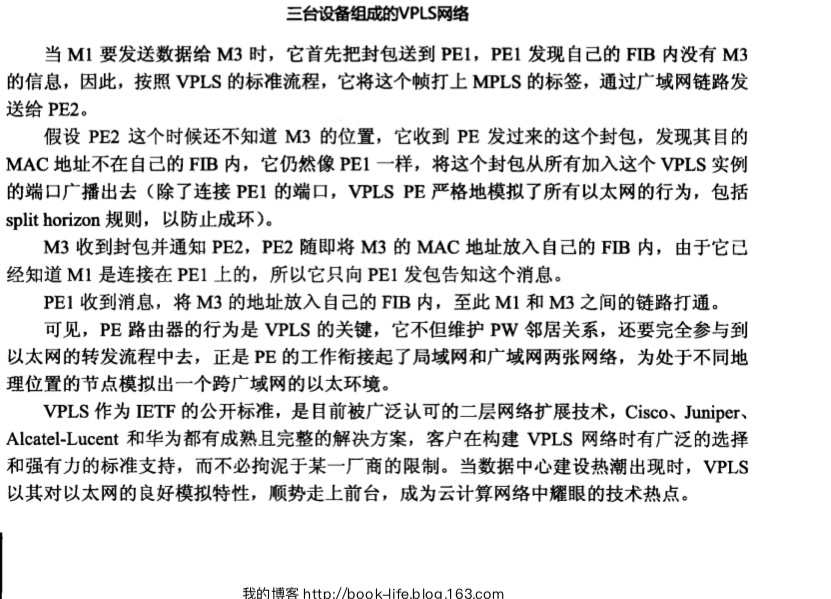 三台设备组成的VPLS网络
当 M1 要发送数据给 M3 时，它首先把封包送到 PE1，PE1 发现自己的 FIB 内没有 M3
的信息，因此，按照 VPLS 的标准流程，它将这个帧打上 MPLS 的标签，通过广域网链路发
送给 PE2。
假设 PE2 这个时候还不知道 M3 的位置，它收到 PE 发过来的这个封包，发现其目的
MAC 地址不在自己的 FIB 内，它仍然像 PE1 一样，将这个封包从所有加入这个 VPLS 实例
的端口广播出去（除了连接 PE1 的端口，VPLS PE 严格地模拟了所有以太网的行为，包括
split horizon 规则，以防止成环）。
M3 收到封包并通知 PE2，PE2 随即将 M3 的 MAC 地址放入自己的 FIB 内，由于它已
经知道 M1 是连接在 PE1 上的，所以它只向 PE1 发包告知这个消息。
PE1 收到消息，将 M3 的地址放入自己的 FIB 内，至此 M1 和 M3 之间的链路打通。
可见，PE 路由器的行为是 VPLS 的关键，它不但维护 PW 邻居关系，还要完全参与到
以太网的转发流程中去，正是 PE 的工作衔接起了局域网和广域网两张网络，为处于不同地
理位置的节点模拟出一个跨广域网的以太环境。
VPLS 作为 IETF 的公开标准，是目前被广泛认可的二层网络扩展技术，Cisco、Juniper、
Alcatel-Lucent 和华为都有成熟且完整的解决方案，客户在构建 VPLS 网络时有广泛的选择
和强有力的标准支持，而不必拘泥于某一厂商的限制。当数据中心建设热潮出现时，VPLS
以其对以太网的良好模拟特性，顺势走上前台，成为云计算网络中耀眼的技术热点。
我的博客 http://book-life.blog.163.com